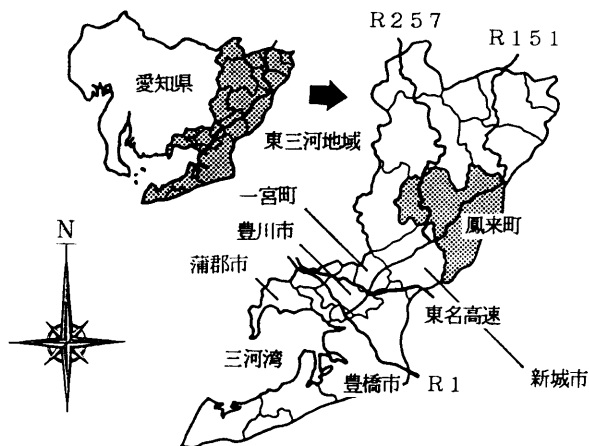 R257
R151
愛知県
東三河地域
一宮町
豊川市
鳳来町
蒲郡市
N
東名高速
三河湾
豊橋市
R1
新城市